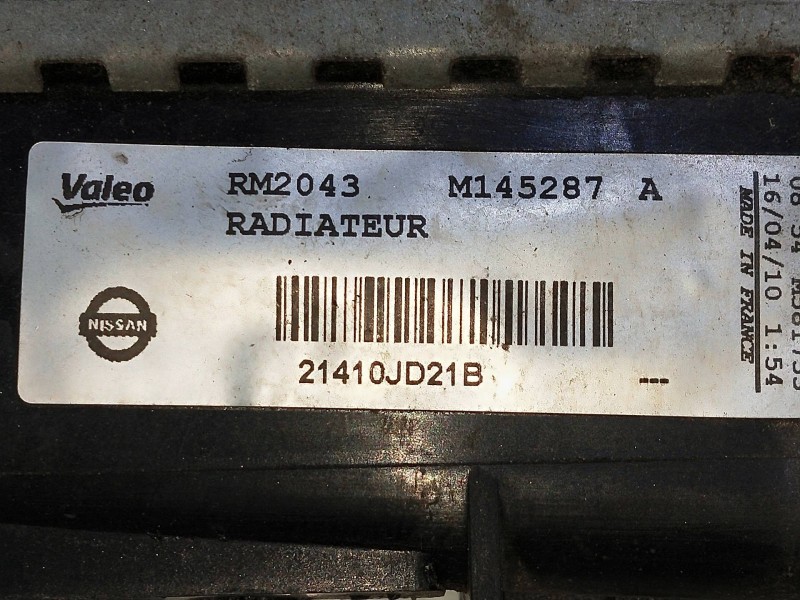 Valeo
RM2043 M145287 A
RADIATEUR
NISSAN
21410JD21B ---
MADE IN FRANCE
16/04/10 1:54